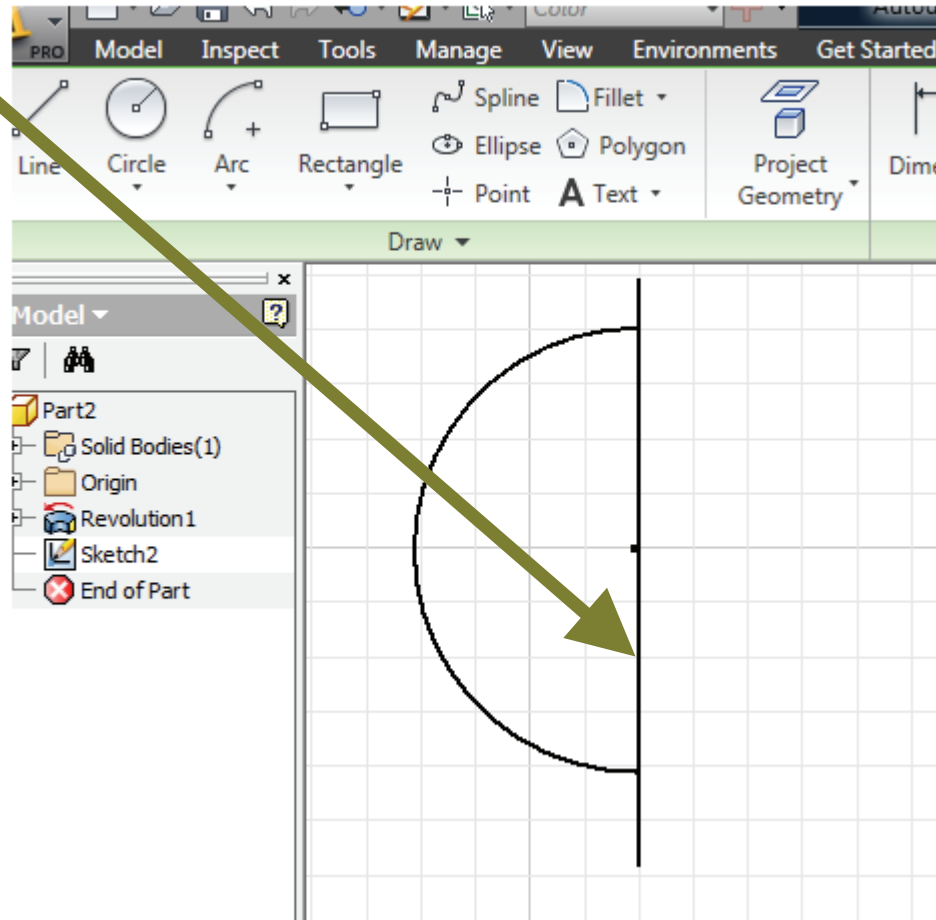 Color
PRO Model Inspect Tools Manage View Environments Get Started
Spline Fillet
Ellipse Polygon
Line Circle Arc Rectangle Project
Point A Text Geometry
Draw
Model
Part2
Solid Bodies(1)
Origin
Revolution1
Sketch2
End of Part